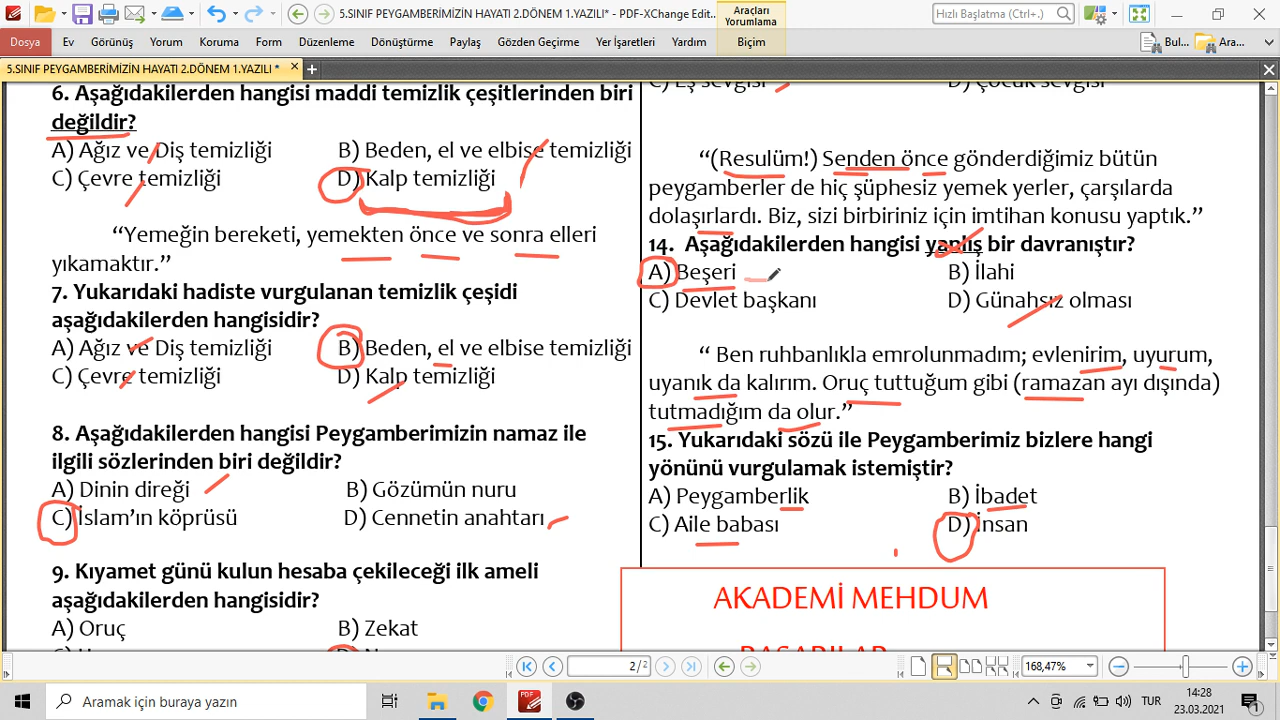 5.SINIF PEYGAMBERİMİZİN HAYATI 2.DÖNEM 1.YAZILI* - PDF-XChange Edit...
Araçları
Yorumlama
Hızlı Başlatma (Ctrl+.)
Dosya
Ev
Görünüş
Yorum
Koruma
Form
Düzenleme
Dönüştürme
Paylaş
Gözden Geçirme
Yer İşaretleri
Yardım
Biçim
Bul...
Ara...
5.SINIF PEYGAMBERİMİZİN HAYATI 2.DÖNEM 1.YAZILI *
6. Aşağıdakilerden hangisi maddi temizlik çeşitlerinden biri
değildir?
A) Ağız ve Diş temizliği
B) Beden, el ve elbise temizliği
C) Çevre temizliği
D) Kalp temizliği
“Yemeğin bereketi, yemekten önce ve sonra elleri
yıkamaktır.”
7. Yukarıdaki hadiste vurgulanan temizlik çeşidi
aşağıdakilerden hangisidir?
A) Ağız ve Diş temizliği
B) Beden, el ve elbise temizliği
C) Çevre temizliği
D) Kalp temizliği
8. Aşağıdakilerden hangisi Peygamberimizin namaz ile
ilgili sözlerinden biri değildir?
A) Dinin direği
B) Gözümün nuru
C) İslam’ın köprüsü
D) Cennetin anahtarı
9. Kıyamet günü kulun hesaba çekileceği ilk ameli
aşağıdakilerden hangisidir?
A) Oruç
B) Zekat
C) Eş sevgisi
D) Çocuk sevgisi
“(Resulüm!) Senden önce gönderdiğimiz bütün
peygamberler de hiç şüphesiz yemek yerler, çarşılarda
dolaşırlardı. Biz, sizi birbiriniz için imtihan konusu yaptık.”
14. Aşağıdakilerden hangisi yanlış bir davranıştır?
A) Beşeri
B) İlahi
C) Devlet başkanı
D) Günahsız olması
“ Ben ruhbanlıkla emrolunmadım; evlenirim, uyurum,
uyanık da kalırım. Oruç tuttuğum gibi (ramazan ayı dışında)
tutmadığım da olur.”
15. Yukarıdaki sözü ile Peygamberimiz bizlere hangi
yönünü vurgulamak istemiştir?
A) Peygamberlik
B) İbadet
C) Aile babası
D) İnsan
AKADEMİ MEHDUM
BAŞARILAR
2/2
168,47%
Aramak için buraya yazın
TUR
14:28
23.03.2021